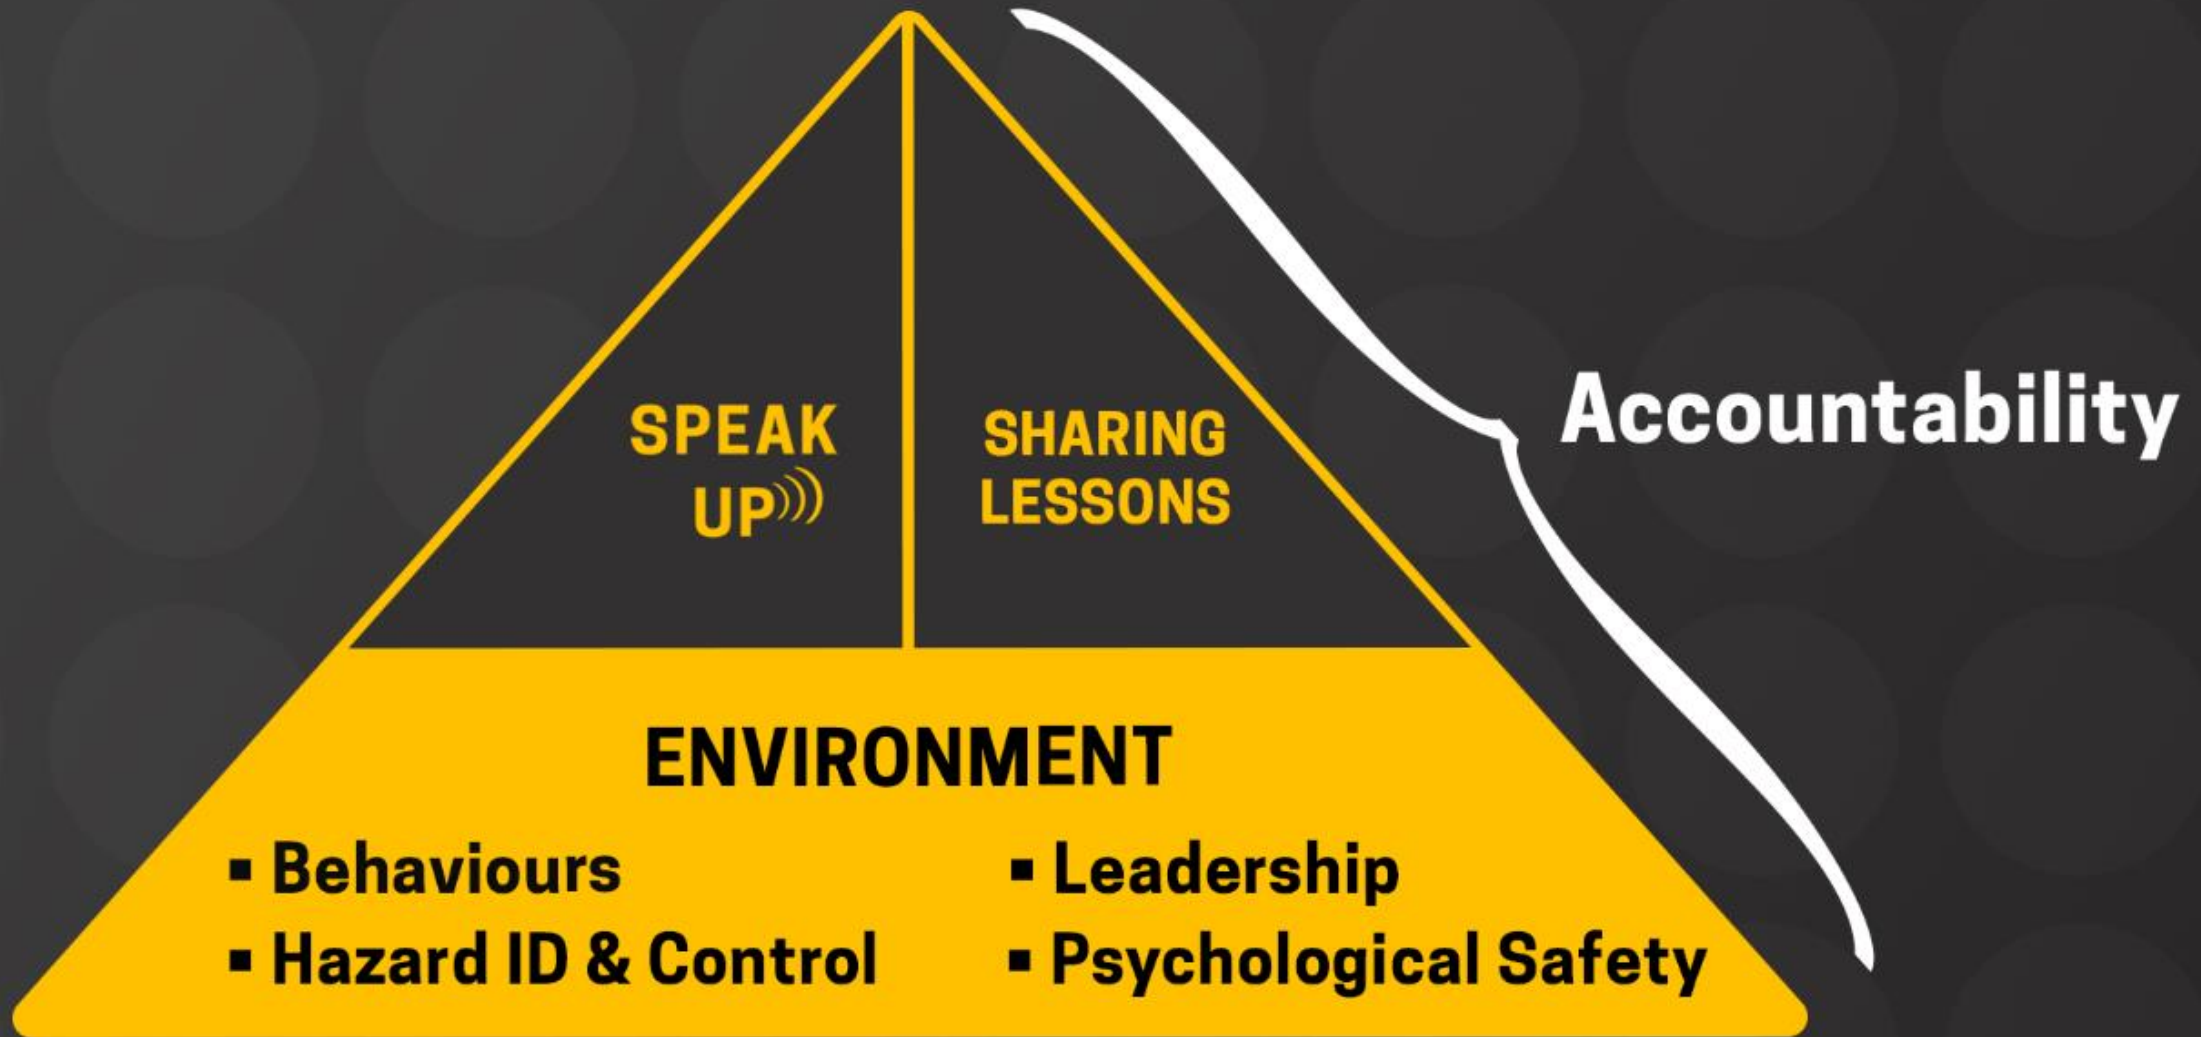 SPEAK
UP
SHARING
LESSONS
Accountability
ENVIRONMENT
▪ Behaviours
▪ Hazard ID & Control
▪ Leadership
▪ Psychological Safety